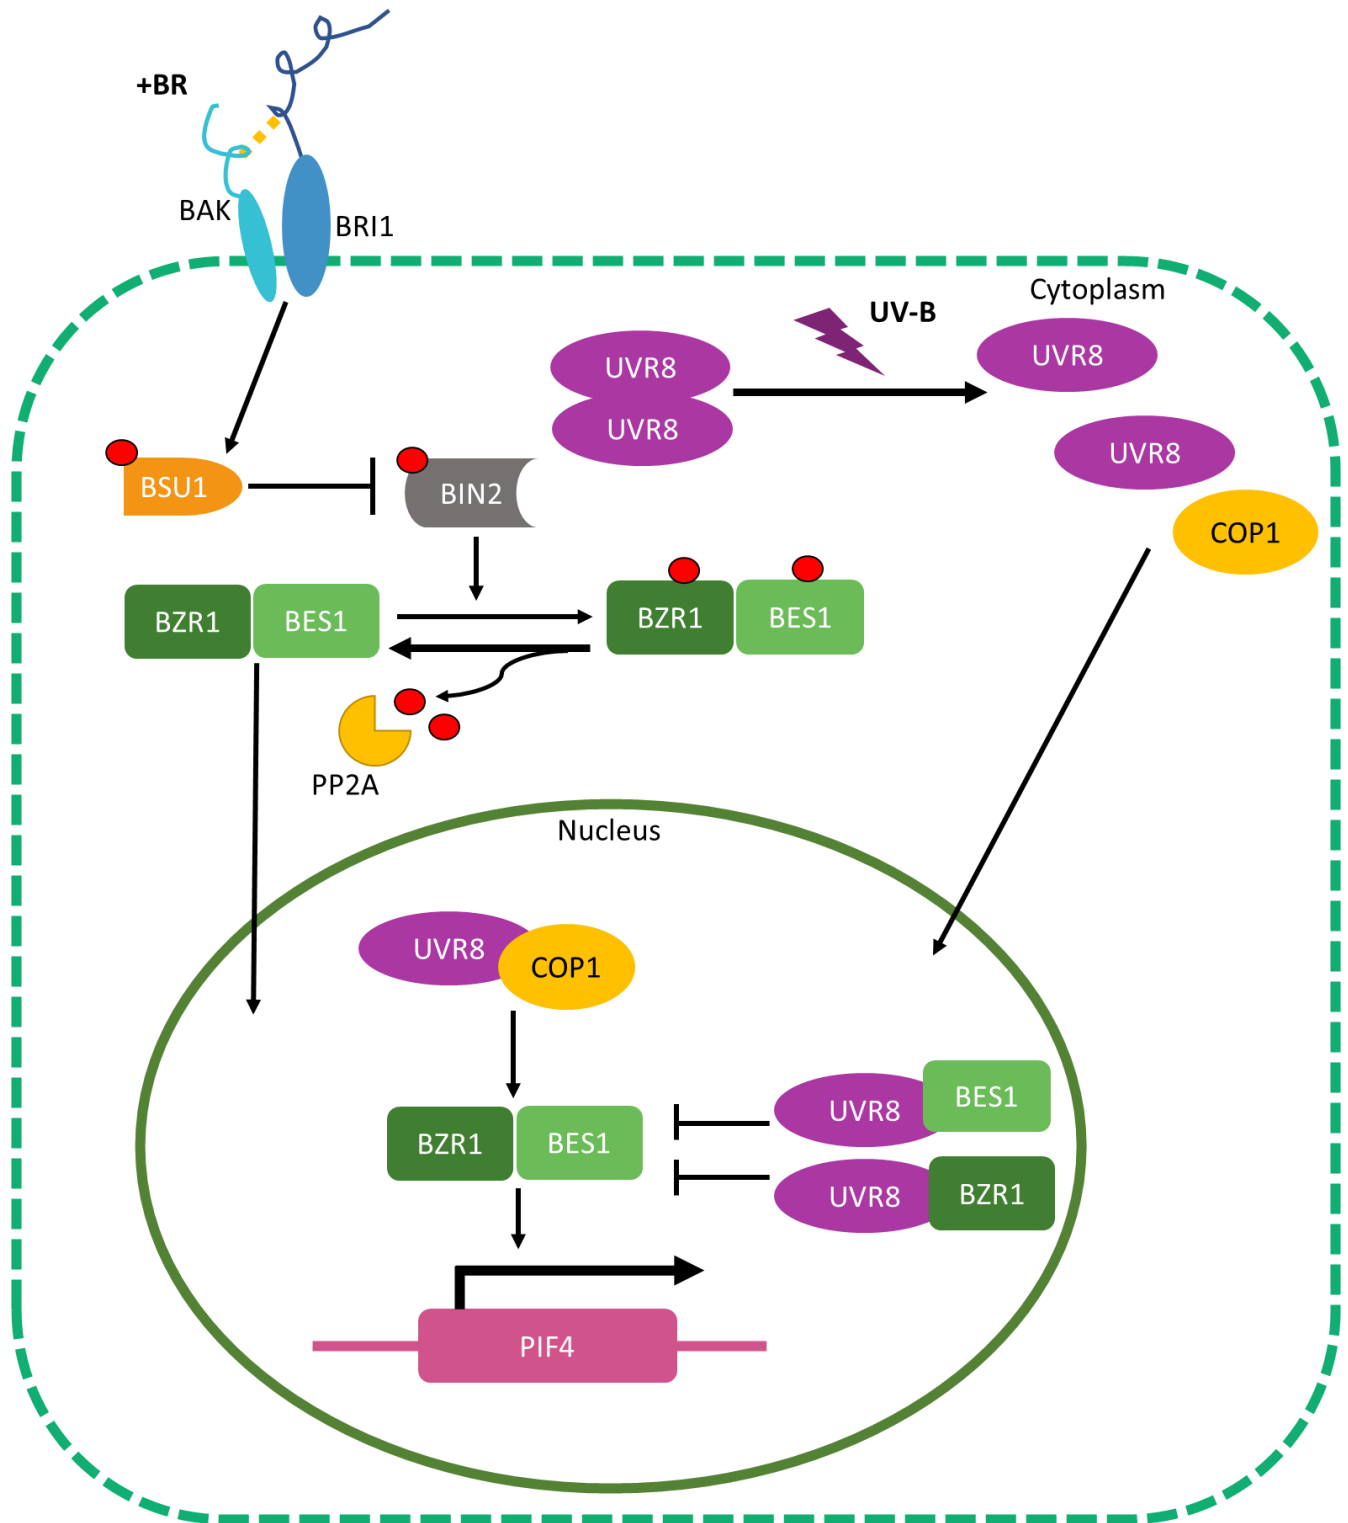 +BR
BAK
BRI1
Cytoplasm
UV-B
UVR8
UVR8
UVR8
UVR8
COP1
BSU1
BIN2
BZR1
BES1
BZR1
BES1
PP2A
Nucleus
UVR8
COP1
BZR1
BES1
UVR8
BES1
UVR8
BZR1
PIF4